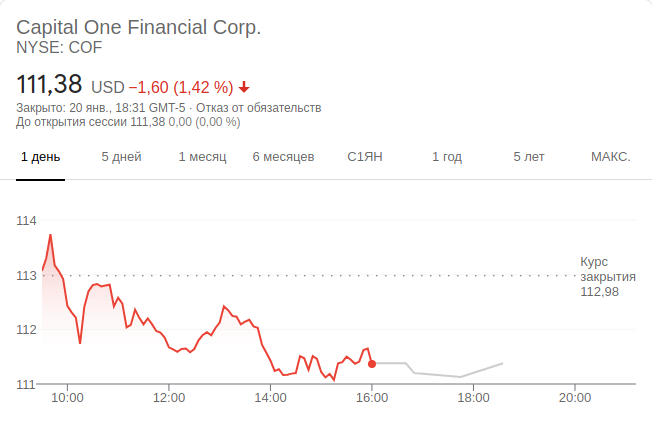 Capital One Financial Corp.
NYSE: COF
111,38 USD −1,60 (1,42 %)
Закрыто: 20 янв., 18:31 GMT-5 · Отказ от обязательств
До открытия сессии 111,38 0,00 (0,00 %)
1 день 5 дней 1 месяц 6 месяцев С1ЯН 1 год 5 лет МАКС.
114
113
112
111
Курс
закрытия
112,98
10:00 12:00 14:00 16:00 18:00 20:00